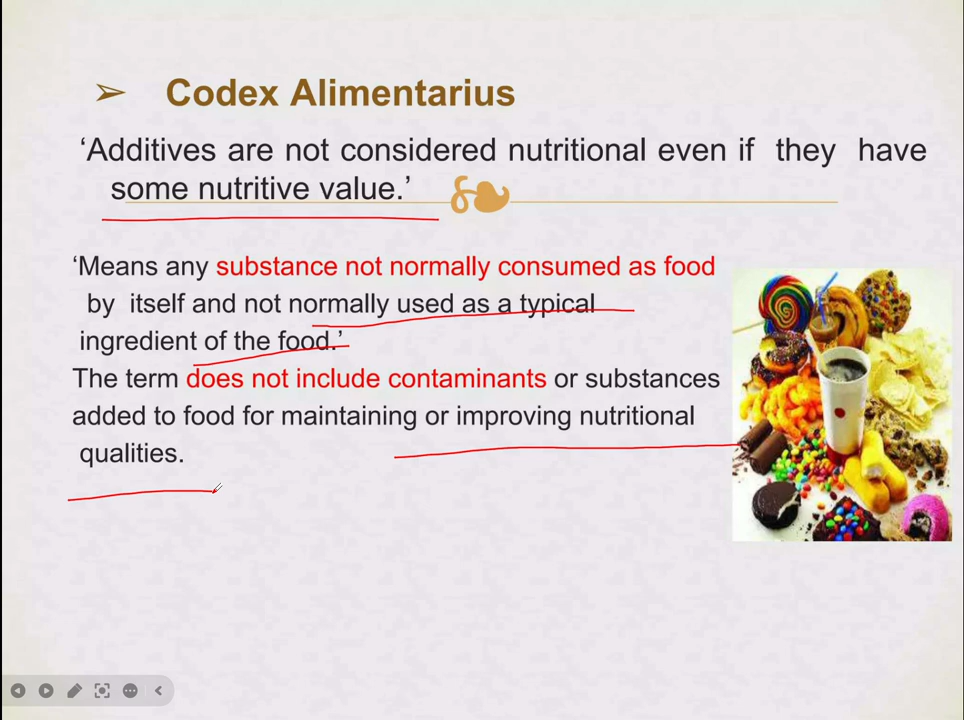 ➢ Codex Alimentarius
‘Additives are not considered nutritional even if they have
some nutritive value.’
‘Means any substance not normally consumed as food
by itself and not normally used as a typical
ingredient of the food.’
The term does not include contaminants or substances
added to food for maintaining or improving nutritional
qualities.